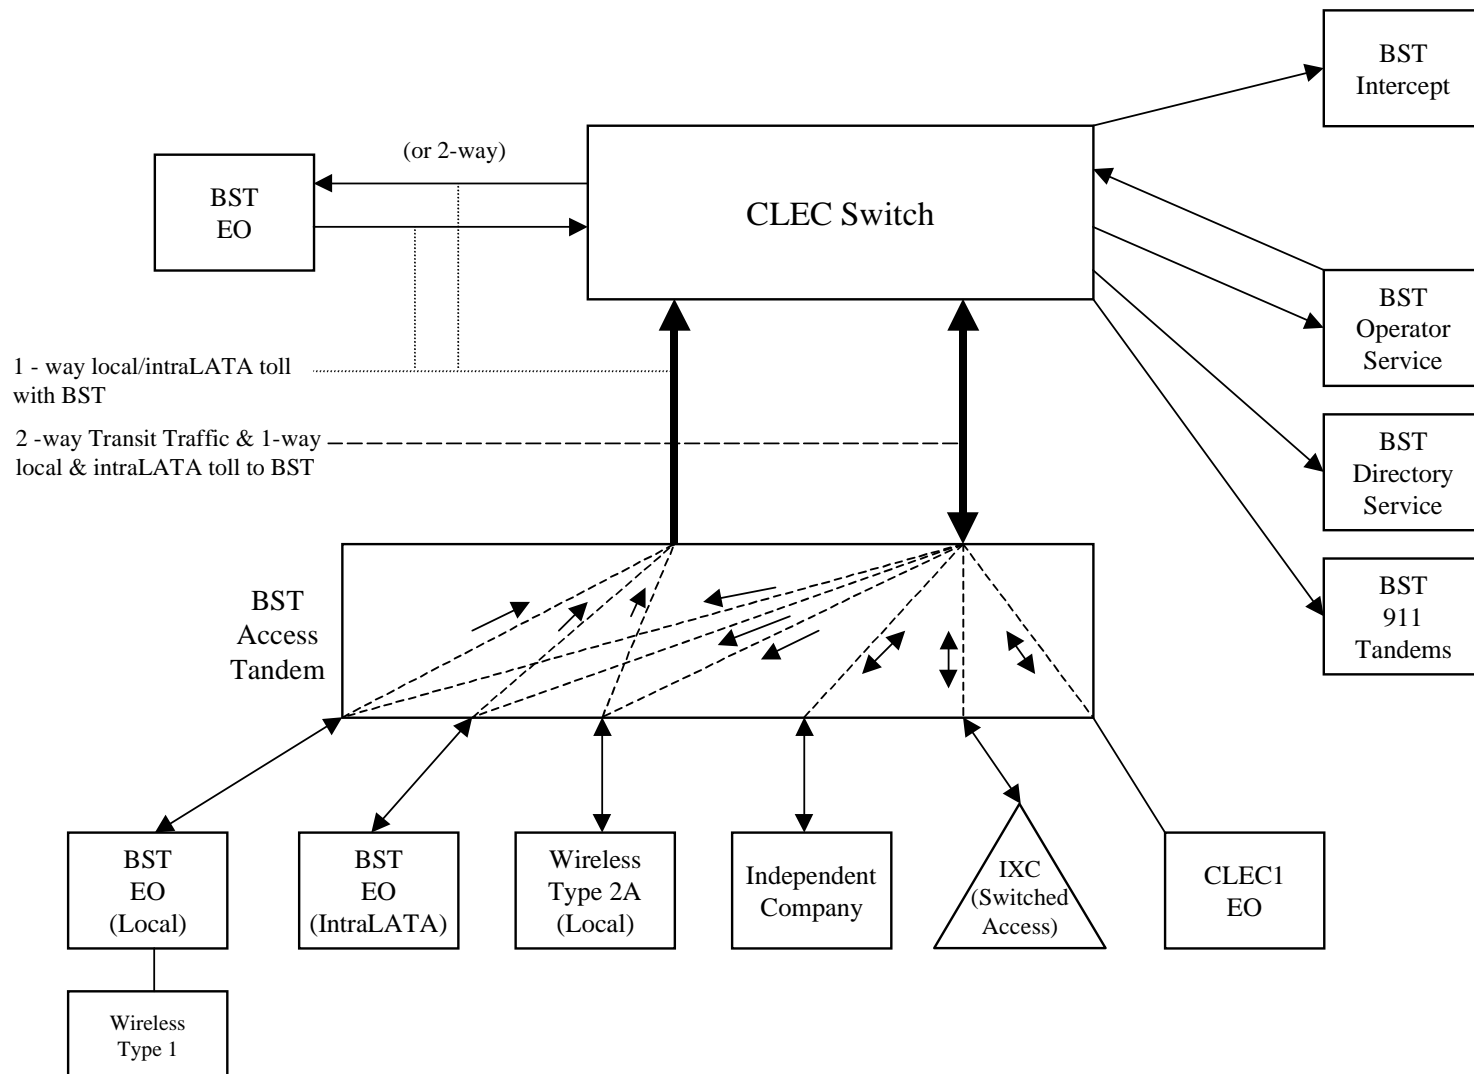 BST
Intercept
(or 2-way)
BST
EO
CLEC Switch
BST
Operator
Service
1 - way local/intraLATA toll
with BST
2 -way Transit Traffic & 1-way
local & intraLATA toll to BST
BST
Directory
Service
BST
Access
Tandem
BST
911
Tandems
BST
EO
(Local)
BST
EO
(IntraLATA)
Wireless
Type 2A
(Local)
Independent
Company
IXC
(Switched
Access)
CLEC1
EO
Wireless
Type 1